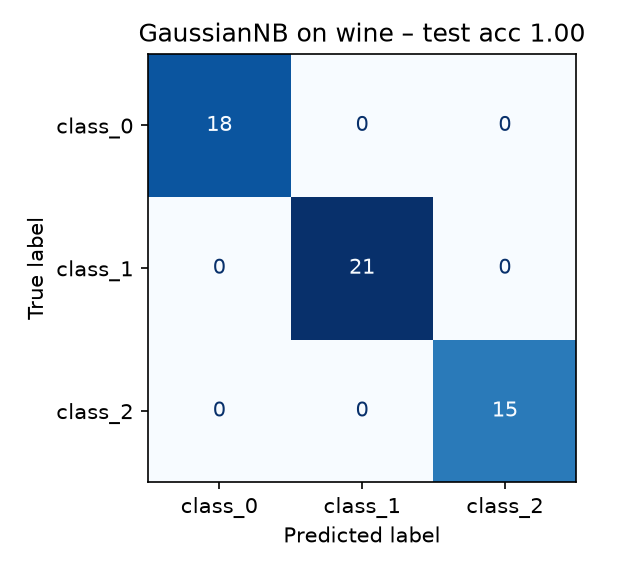 GaussianNB on wine – test acc 1.00
True label
class_0
18 0 0
class_1
0 21 0
class_2
0 0 15
class_0 class_1 class_2
Predicted label